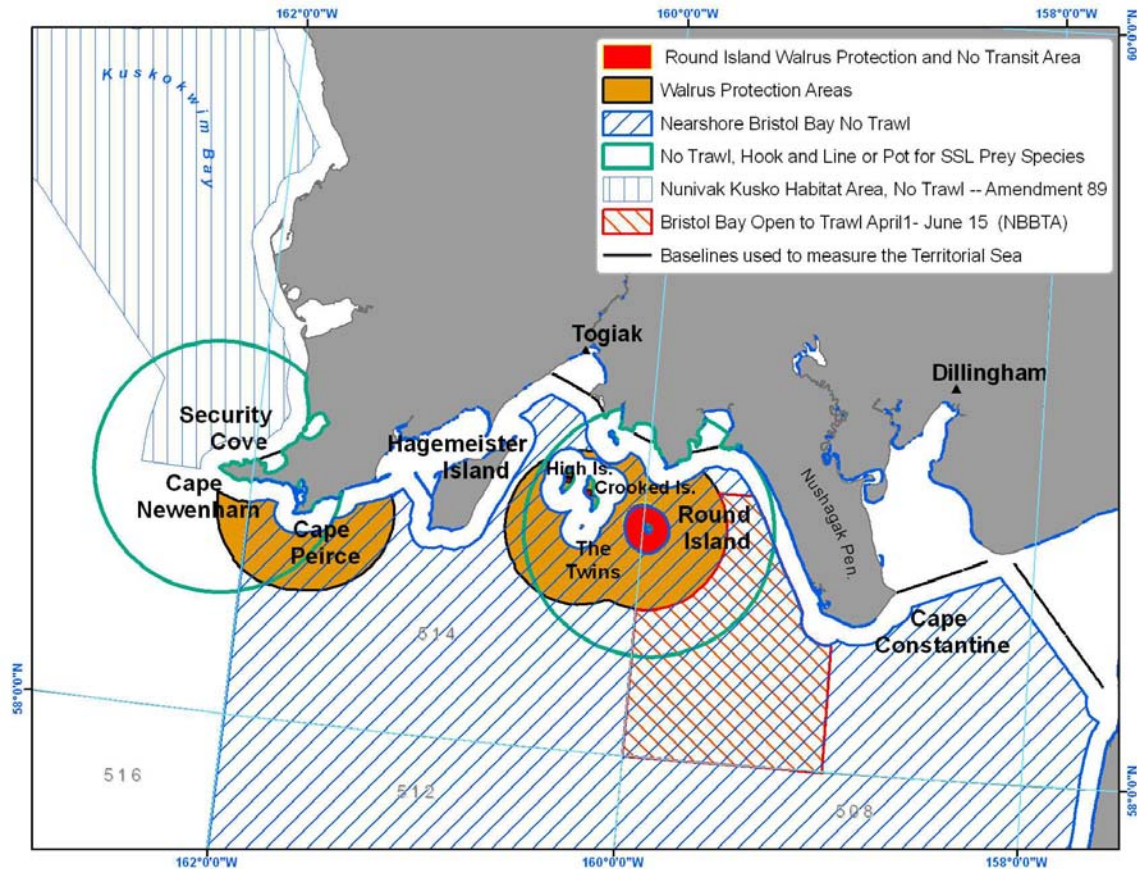 162°0'0"W
160°0'0"W
158°0'0"W
60°0'0"N
Kuskokwim Bay
Round Island Walrus Protection and No Transit Area
Walrus Protection Areas
Nearshore Bristol Bay No Trawl
No Trawl, Hook and Line or Pot for SSL Prey Species
Nunivak Kusko Habitat Area, No Trawl -- Amendment 89
Bristol Bay Open to Trawl April1- June 15 (NBBTA)
Baselines used to measure the Territorial Sea
Togiak
Dillingham
Security
Cove
Hagemeister
Island
High Is.
Crooked Is.
Cape
Newenham
Cape
Peirce
Round
Island
The
Twins
Nushagak Pen.
Cape
Constantine
514
58°0'0"N
516
512
508
58°0'0"N
162°0'0"W
160°0'0"W
158°0'0"W